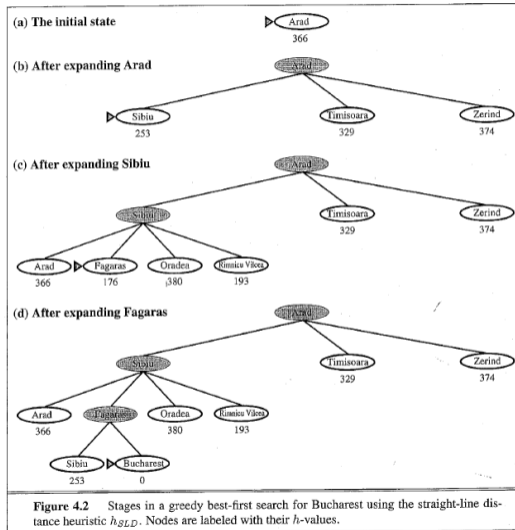 (a) The initial state
Arad
366
(b) After expanding Arad
Arad
Sibiu
Timisoara
Zerind
253
329
374
(c) After expanding Sibiu
Arad
Sibiu
Timisoara
Zerind
329
374
Arad
Fagaras
Oradea
Rimnicu Vilcea
366
176
380
193
(d) After expanding Fagaras
Arad
Sibiu
Timisoara
Zerind
329
374
Arad
Fagaras
Oradea
Rimnicu Vilcea
366
380
193
Sibiu
Bucharest
253
0
Figure 4.2 Stages in a greedy best-first search for Bucharest using the straight-line dis-
tance heuristic hSLD. Nodes are labeled with their h-values.